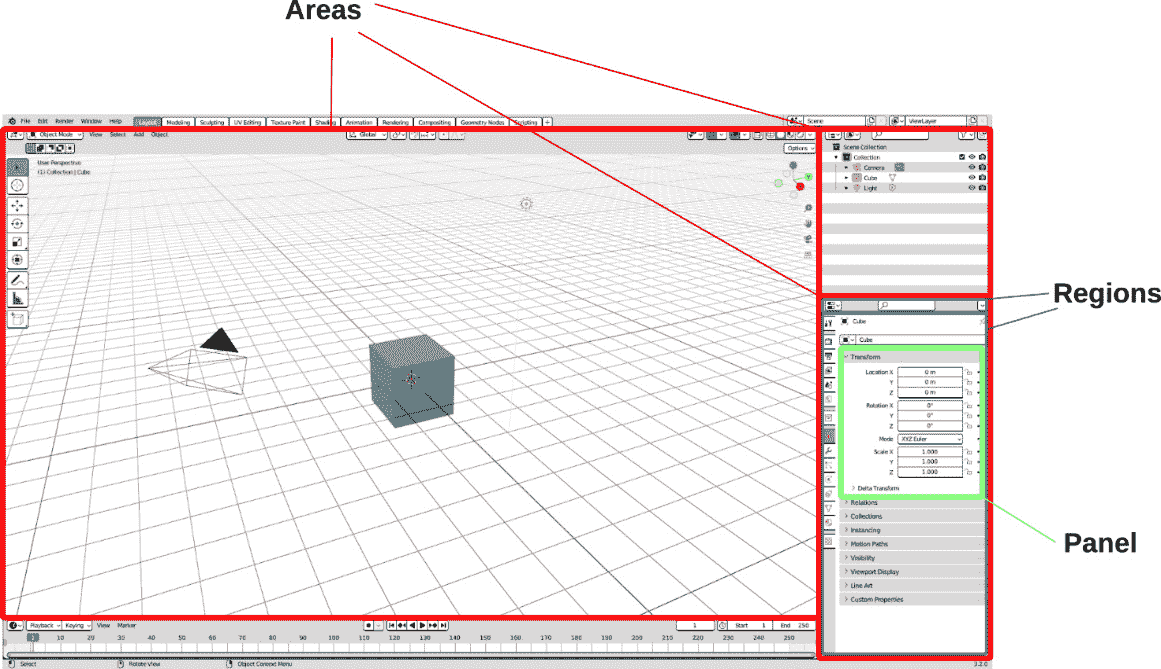 Areas
File Edit Render Window Help Layout Modeling Sculpting UV Editing Texture Paint Shading Animation Rendering Compositing Geometry Nodes Scripting + Scene ViewLayer
Object Mode View Select Add Object Global
Options
User Perspective
(1) Collection | Cube
Scene Collection
Collection
Camera
Cube
Light
Regions
Cube
Cube
Transform
Location X 0 m
Y 0 m
Z 0 m
Rotation X 0°
Y 0°
Z 0°
Mode XYZ Euler
Scale X 1.000
Y 1.000
Z 1.000
Delta Transform
Relations
Collections
Instancing
Motion Paths
Visibility
Viewport Display
Line Art
Custom Properties
Panel
Playback Keying View Marker 1 Start 1 End 250
1 10 20 30 40 50 60 70 80 90 100 110 120 130 140 150 160 170 180 190 200 210 220 230 240 250
Select Rotate View Object Context Menu 3.2.0